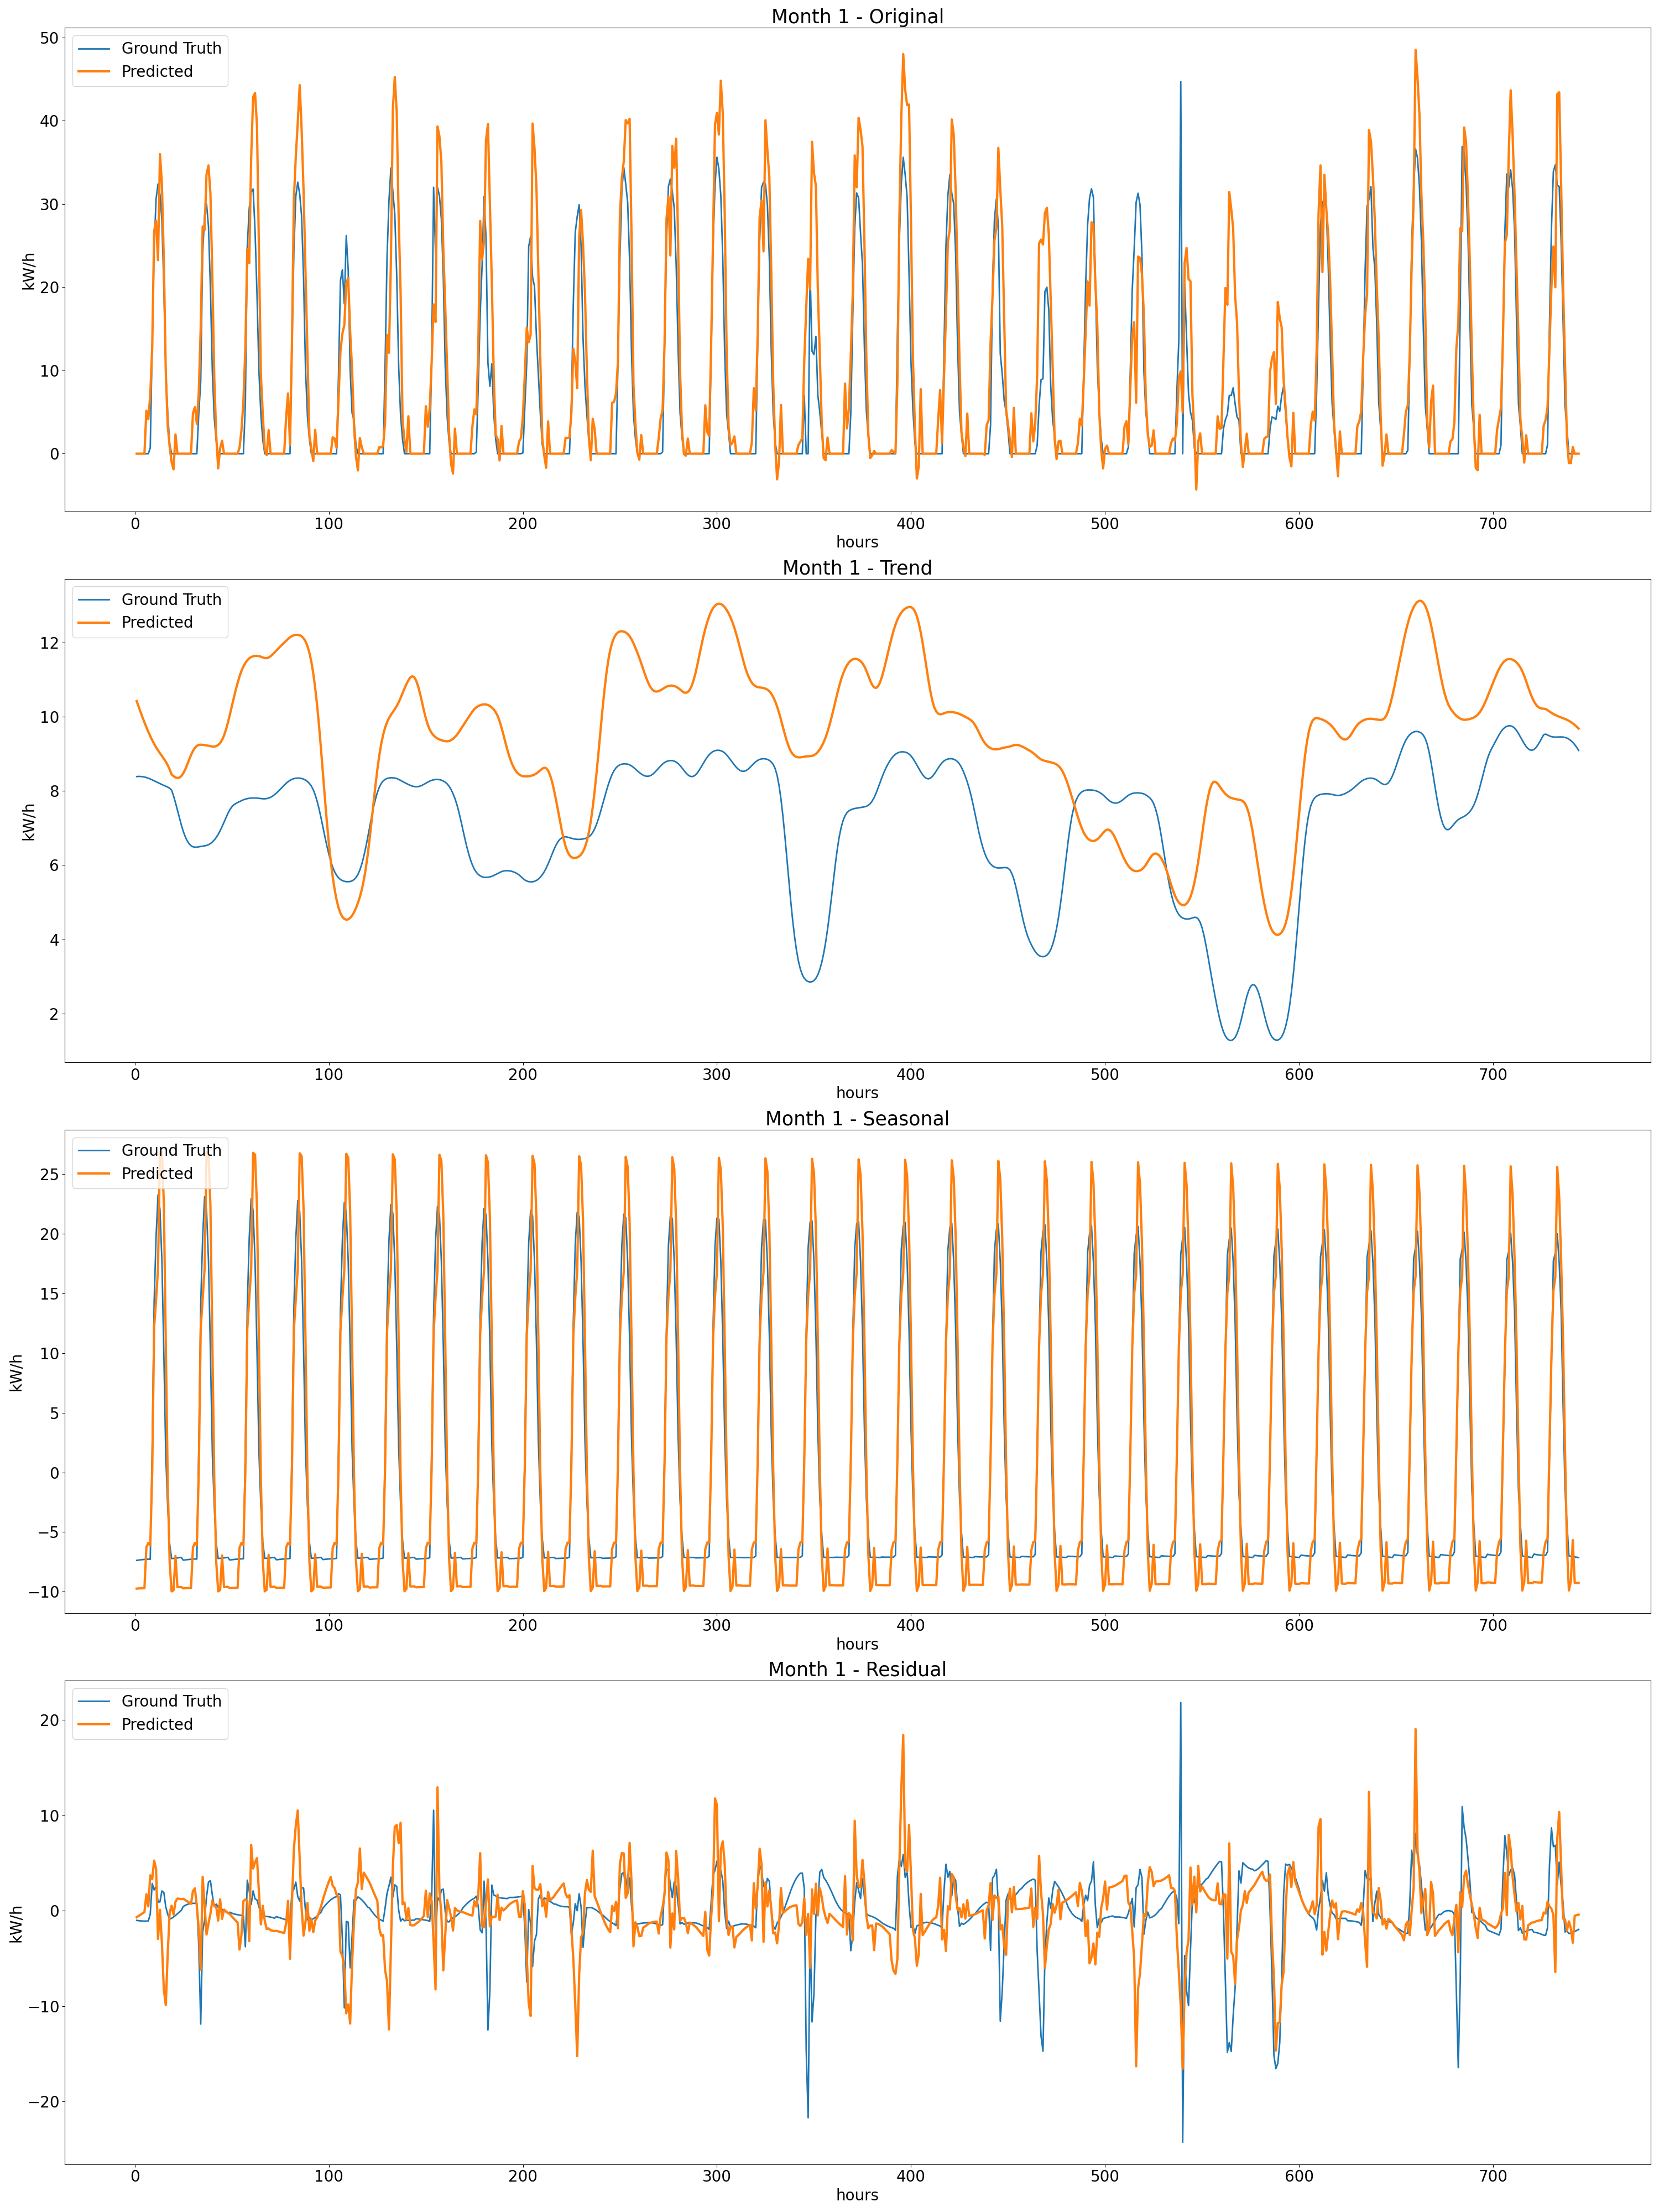 Month 1 - Original
Ground Truth
Predicted
kW/h
50
40
30
20
10
0
0 100 200 300 400 500 600 700
hours
Month 1 - Trend
Ground Truth
Predicted
kW/h
12
10
8
6
4
2
0 100 200 300 400 500 600 700
hours
Month 1 - Seasonal
Ground Truth
Predicted
kW/h
25
20
15
10
5
0
−5
−10
0 100 200 300 400 500 600 700
hours
Month 1 - Residual
Ground Truth
Predicted
kW/h
20
10
0
−10
−20
0 100 200 300 400 500 600 700
hours